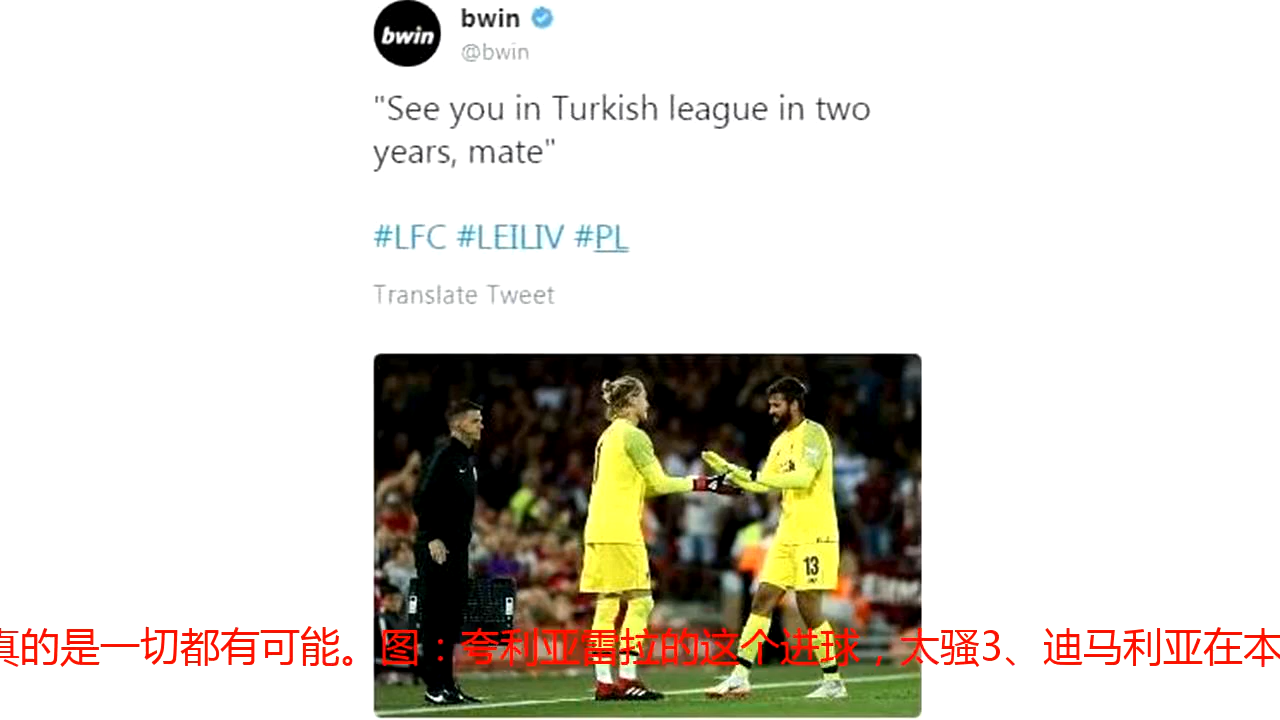 bwin
bwin
@bwin
"See you in Turkish league in two
years, mate"
#LFC #LEILIV #PL
Translate Tweet
13
真的是一切都有可能。图：夸利亚雷拉的这个进球，太骚3、迪马利亚在本